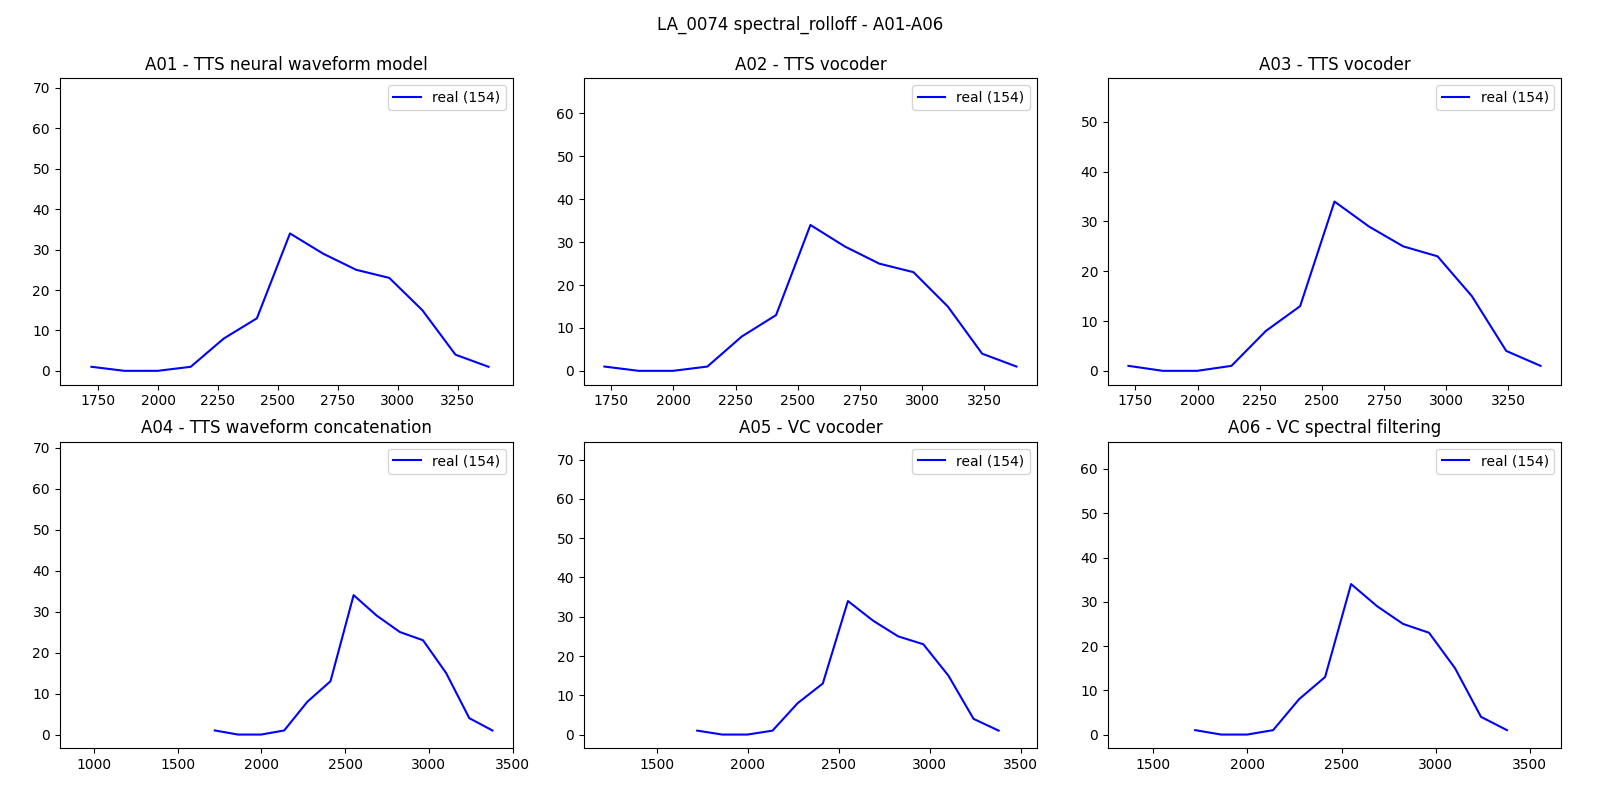 LA_0074 spectral_rolloff - A01-A06
A01 - TTS neural waveform model
70
60
50
40
30
20
10
0
real (154)
1750 2000 2250 2500 2750 3000 3250
A02 - TTS vocoder
60
50
40
30
20
10
0
real (154)
1750 2000 2250 2500 2750 3000 3250
A03 - TTS vocoder
50
40
30
20
10
0
real (154)
1750 2000 2250 2500 2750 3000 3250
A04 - TTS waveform concatenation
70
60
50
40
30
20
10
0
real (154)
1000 1500 2000 2500 3000 3500
A05 - VC vocoder
70
60
50
40
30
20
10
0
real (154)
1500 2000 2500 3000 3500
A06 - VC spectral filtering
60
50
40
30
20
10
0
real (154)
1500 2000 2500 3000 3500